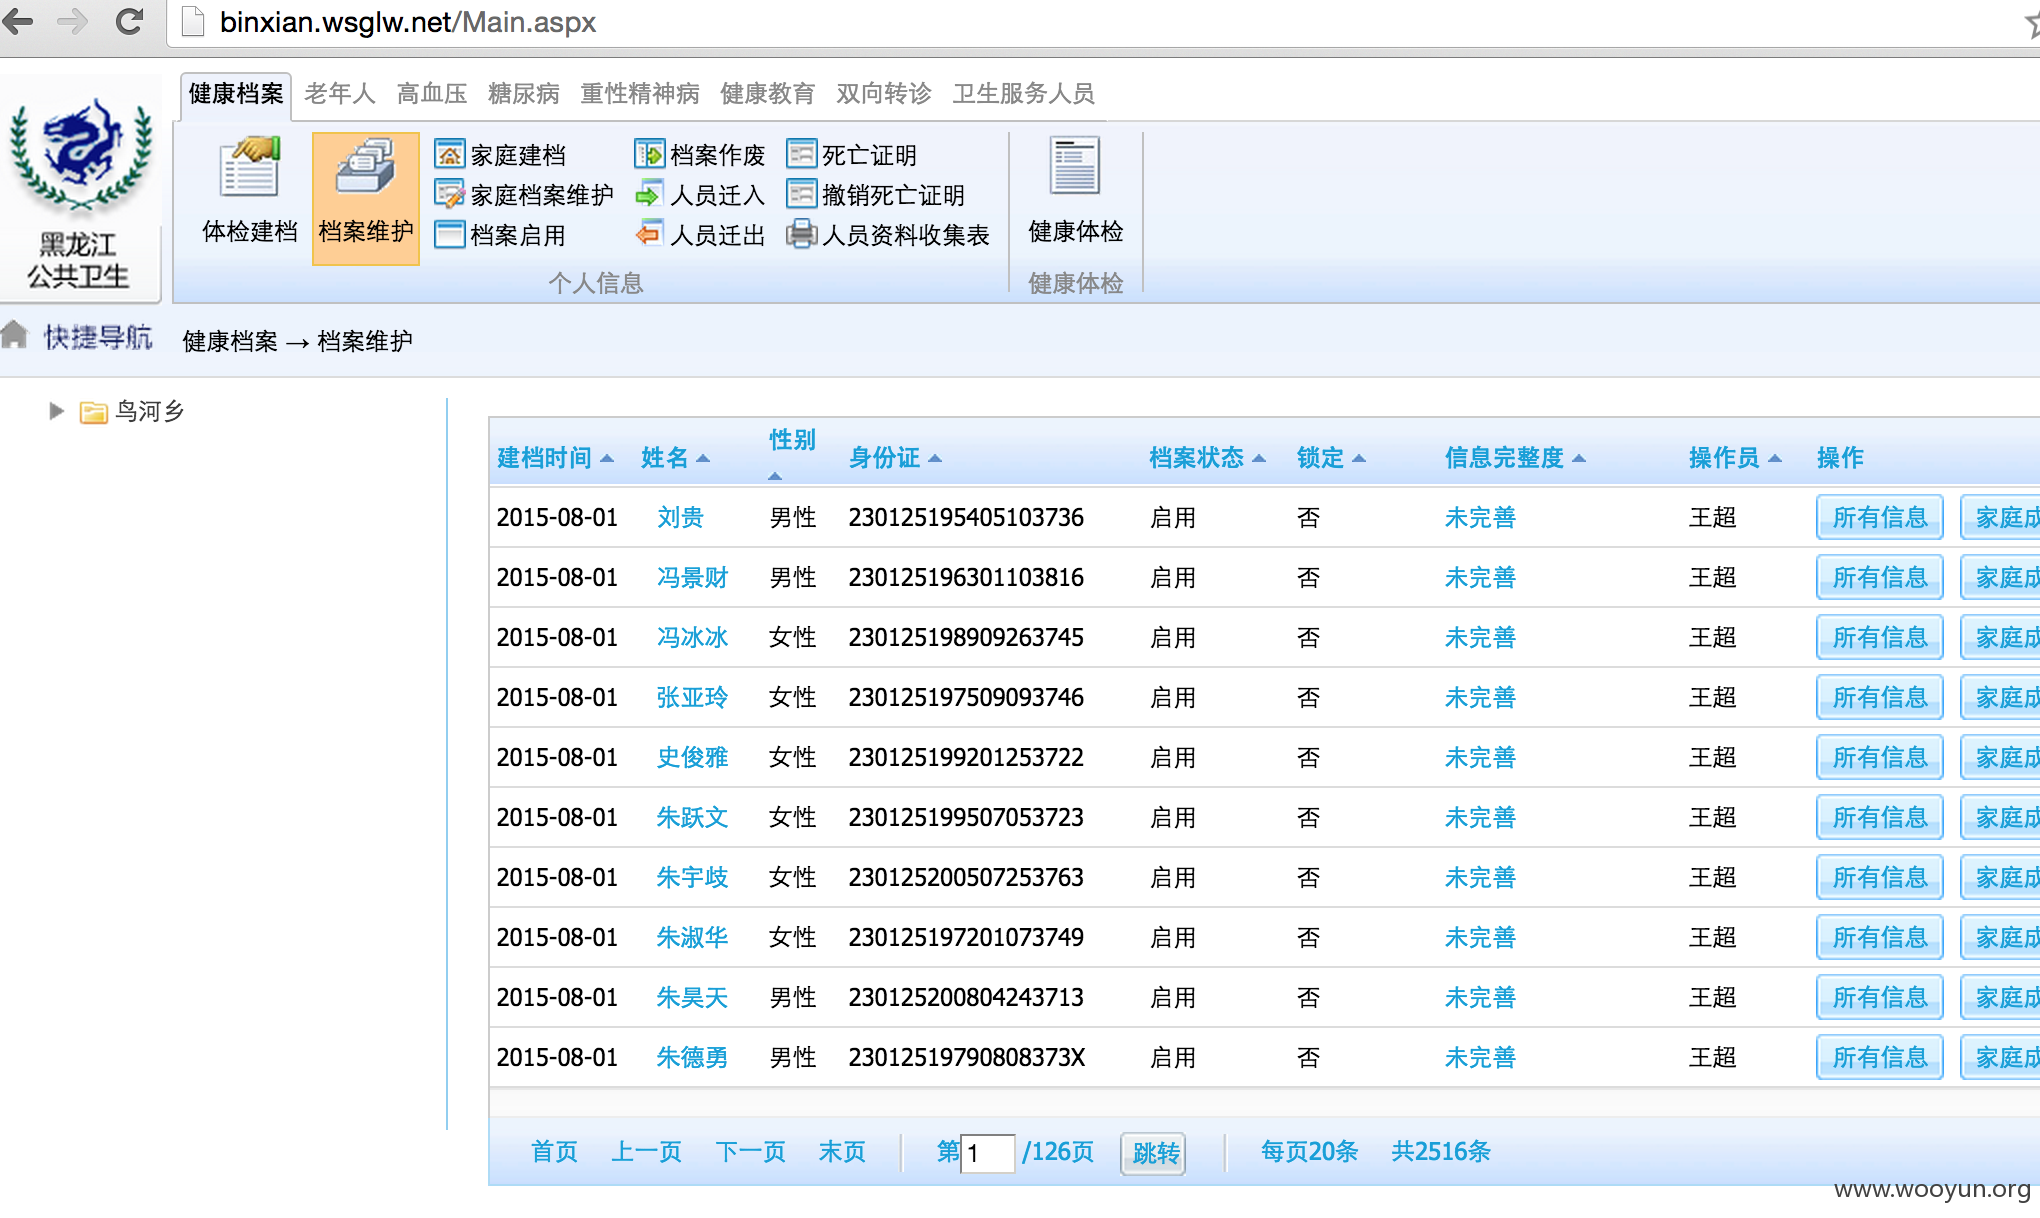 binxian.wsglw.net/Main.aspx
健康档案 老年人 高血压 糖尿病 重性精神病 健康教育 双向转诊 卫生服务人员
体检建档 档案维护 家庭建档 档案作废 死亡证明 健康体检
家庭档案维护 人员迁入 撤销死亡证明
档案启用 人员迁出 人员资料收集表
个人信息 健康体检
黑龙江
公共卫生
快捷导航 健康档案 → 档案维护
鸟河乡
建档时间 姓名 性别 身份证 档案状态 锁定 信息完整度 操作员 操作
2015-08-01 刘贵 男性 230125195405103736 启用 否 未完善 王超 所有信息 家庭成
2015-08-01 冯景财 男性 230125196301103816 启用 否 未完善 王超 所有信息 家庭成
2015-08-01 冯冰冰 女性 230125198909263745 启用 否 未完善 王超 所有信息 家庭成
2015-08-01 张亚玲 女性 230125197509093746 启用 否 未完善 王超 所有信息 家庭成
2015-08-01 史俊雅 女性 230125199201253722 启用 否 未完善 王超 所有信息 家庭成
2015-08-01 朱跃文 女性 230125199507053723 启用 否 未完善 王超 所有信息 家庭成
2015-08-01 朱宇歧 女性 230125200507253763 启用 否 未完善 王超 所有信息 家庭成
2015-08-01 朱淑华 女性 230125197201073749 启用 否 未完善 王超 所有信息 家庭成
2015-08-01 朱昊天 男性 230125200804243713 启用 否 未完善 王超 所有信息 家庭成
2015-08-01 朱德勇 男性 23012519790808373X 启用 否 未完善 王超 所有信息 家庭成
首页 上一页 下一页 末页 第 1 /126页 跳转 每页20条 共2516条
www.wooyun.org